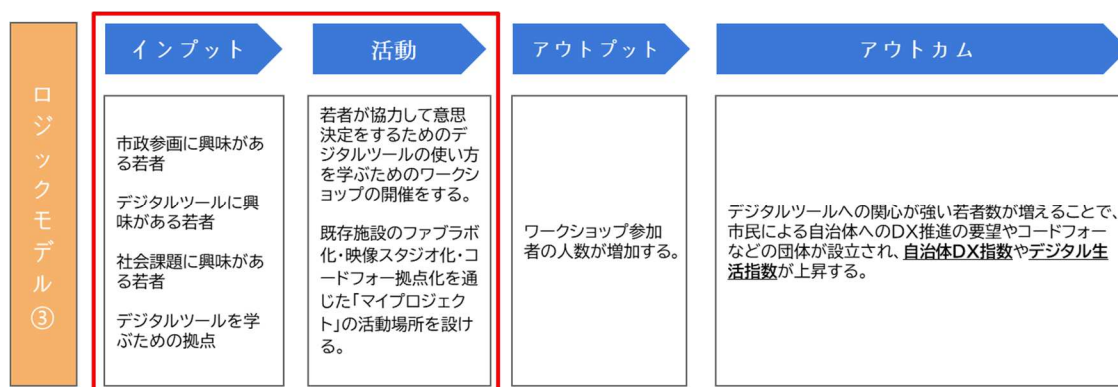 ロジックモデル③
インプット
市政参画に興味があ
る若者
デジタルツールに興
味がある若者
社会課題に興味があ
る若者
デジタルツールを学
ぶための拠点
活動
若者が協力して意思
決定をするためのデ
ジタルツールの使い方
を学ぶためのワークシ
ョップの開催をする。
既存施設のファブラボ
化・映像スタジオ化・コ
ードフォー拠点化を通
じた「マイプロジェク
ト」の活動場所を設け
る。
アウトプット
ワークショップ参加
者の人数が増加する。
アウトカム
デジタルツールへの関心が強い若者数が増えることで、
市民による自治体へのDX推進の要望やコードフォー
などの団体が設立され、自治体DX指数やデジタル生
活指数が上昇する。